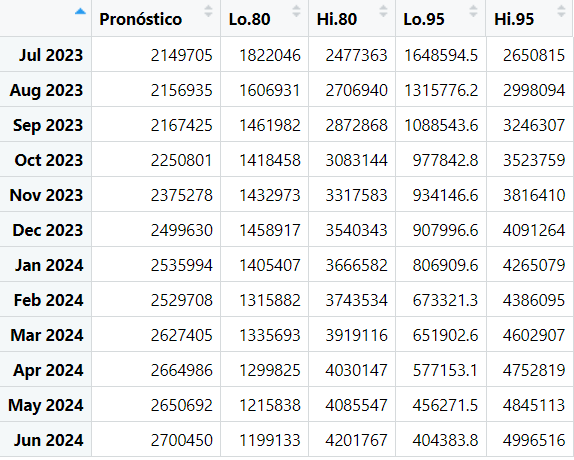 Pronóstico Lo.80 Hi.80 Lo.95 Hi.95
Jul 2023 2149705 1822046 2477363 1648594.5 2650815
Aug 2023 2156935 1606931 2706940 1315776.2 2998094
Sep 2023 2167425 1461982 2872868 1088543.6 3246307
Oct 2023 2250801 1418458 3083144 977842.8 3523759
Nov 2023 2375278 1432973 3317583 934146.6 3816410
Dec 2023 2499630 1458917 3540343 907996.6 4091264
Jan 2024 2535994 1405407 3666582 806909.6 4265079
Feb 2024 2529708 1315882 3743534 673321.3 4386095
Mar 2024 2627405 1335693 3919116 651902.6 4602907
Apr 2024 2664986 1299825 4030147 577153.1 4752819
May 2024 2650692 1215838 4085547 456271.5 4845113
Jun 2024 2700450 1199133 4201767 404383.8 4996516